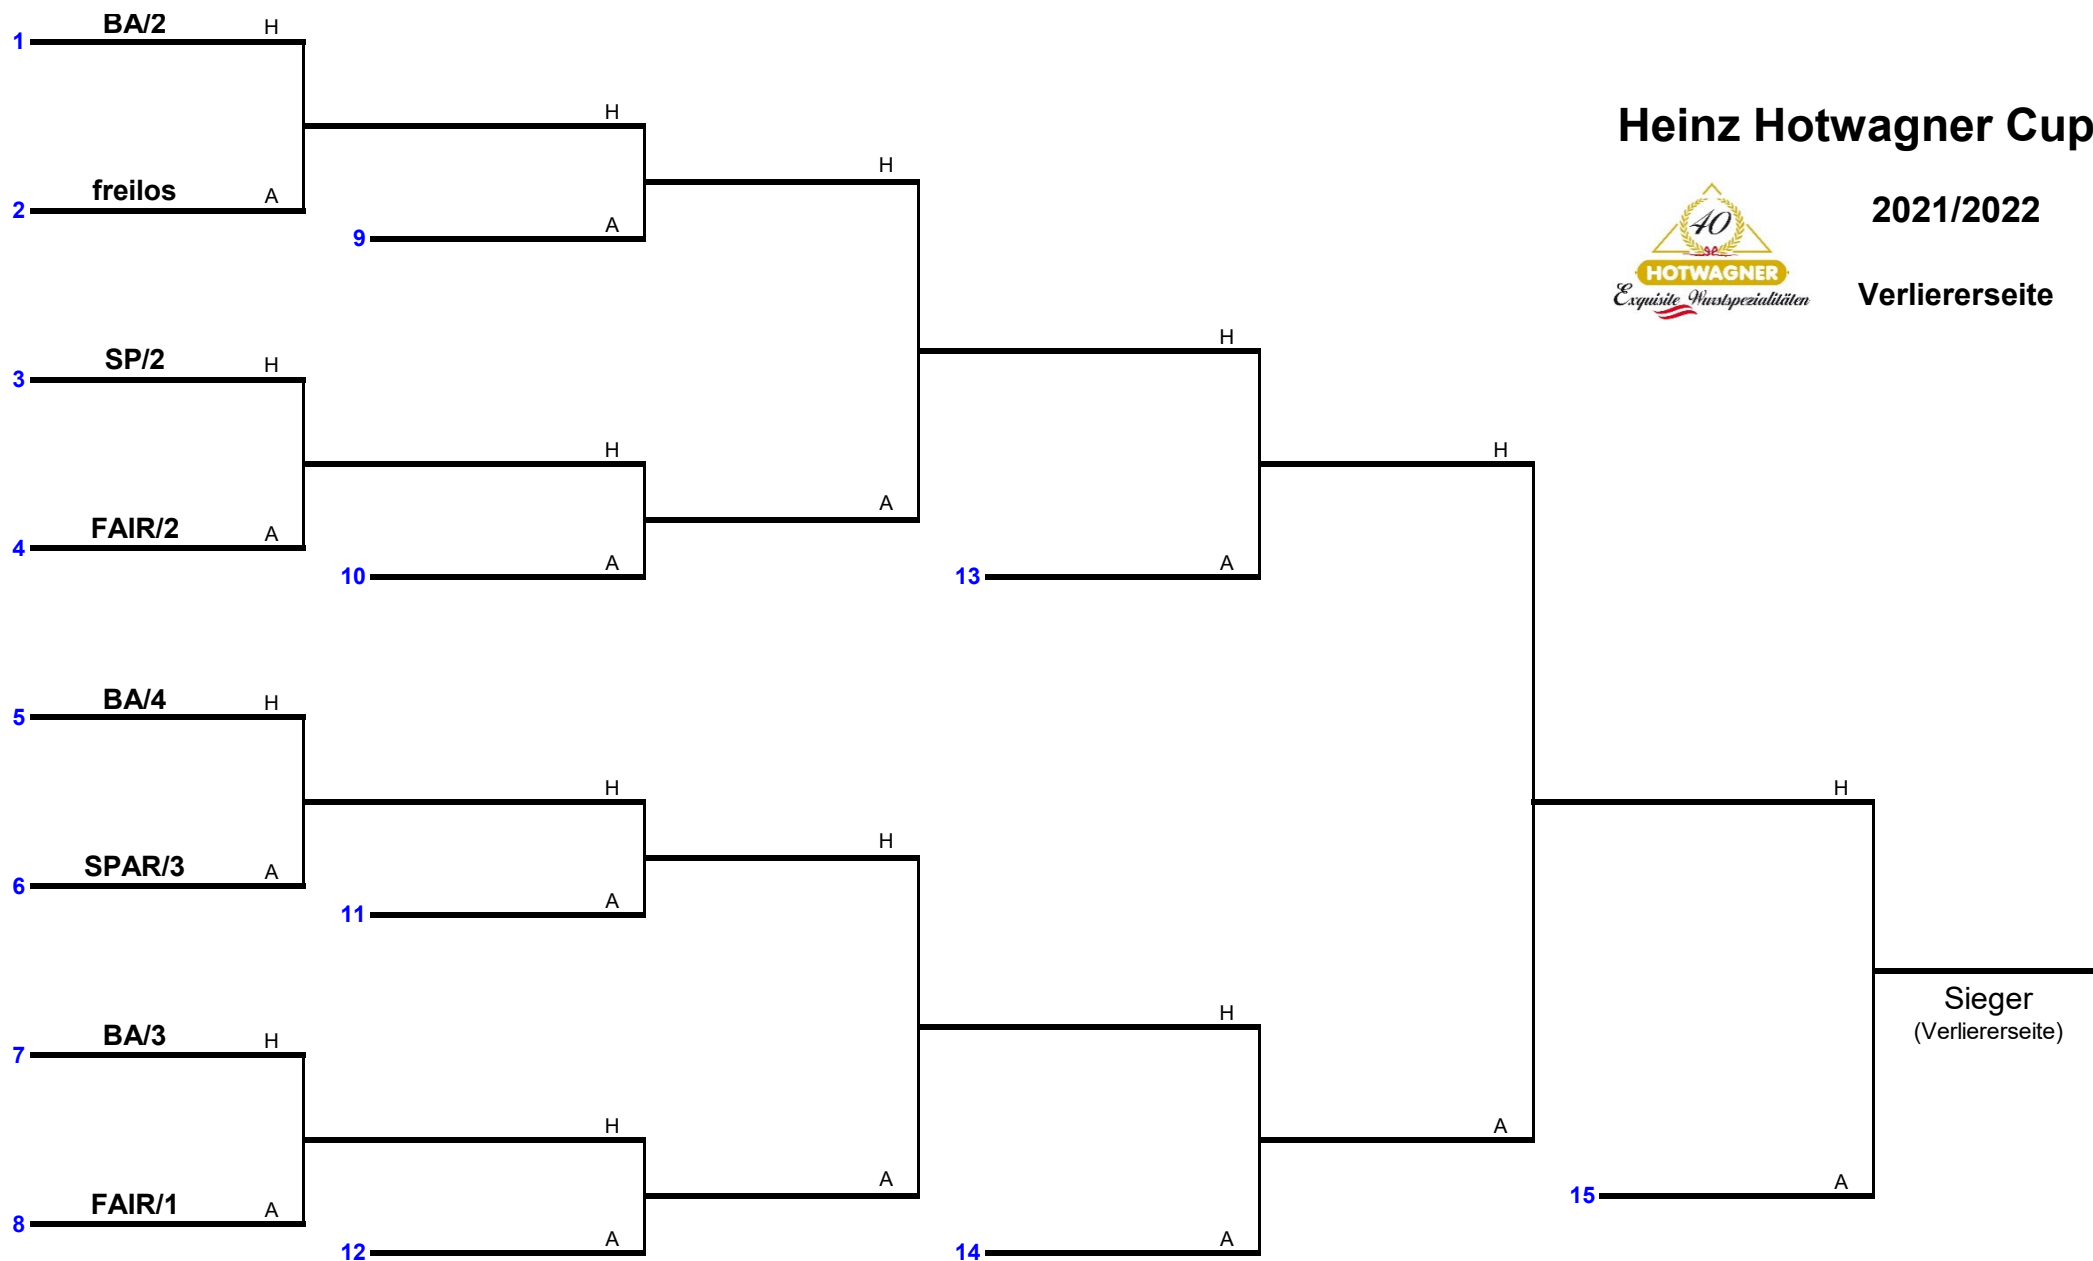 BA/2 H
1
H
Heinz Hotwagner Cup
H
freilos A
2
2021/2022
A
9
40
HOTWAGNER
Exquisite Wurstspezialitäten
Verliererseite
H
SP/2 H
3
H
H
A
FAIR/2 A
4
A
10
A
13
BA/4 H
5
H
H
H
SPAR/3 A
6
A
11
Sieger
H
(Verliererseite)
BA/3 H
7
H
A
A
A
15
FAIR/1 A
8
A
12
A
14